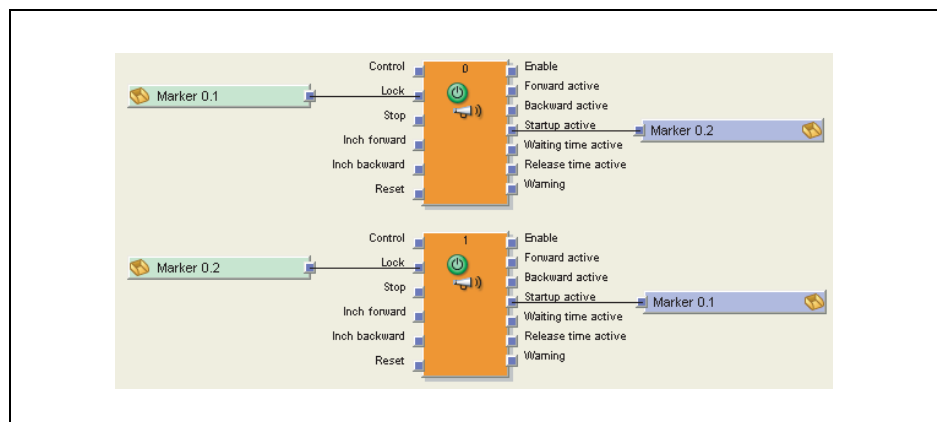 0
Control
Enable
Marker 0.1
Lock
Forward active
Stop
Backward active
Inch forward
Startup active
Marker 0.2
Inch backward
Waiting time active
Release time active
Reset
Warning
1
Control
Enable
Marker 0.2
Lock
Forward active
Stop
Backward active
Inch forward
Startup active
Marker 0.1
Inch backward
Waiting time active
Release time active
Reset
Warning